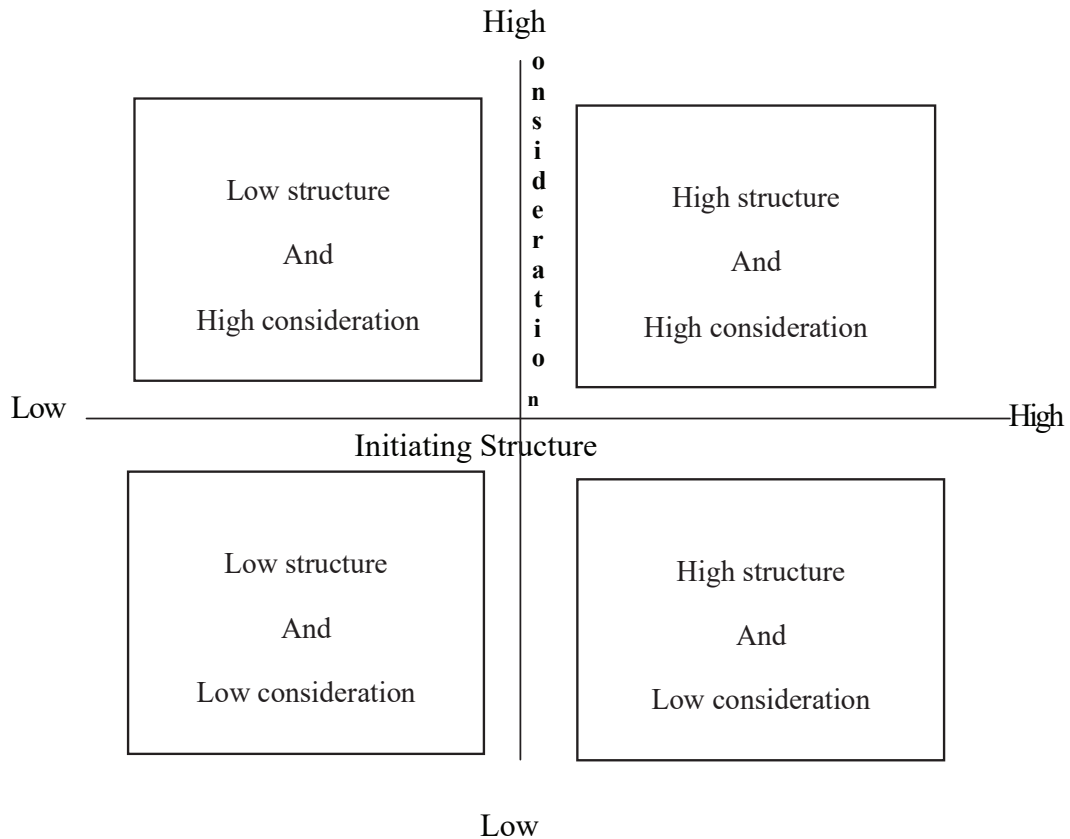 High
onsideration
Low structure
And
High consideration
High structure
And
High consideration
Low
High
Initiating Structure
Low structure
And
Low consideration
High structure
And
Low consideration
Low